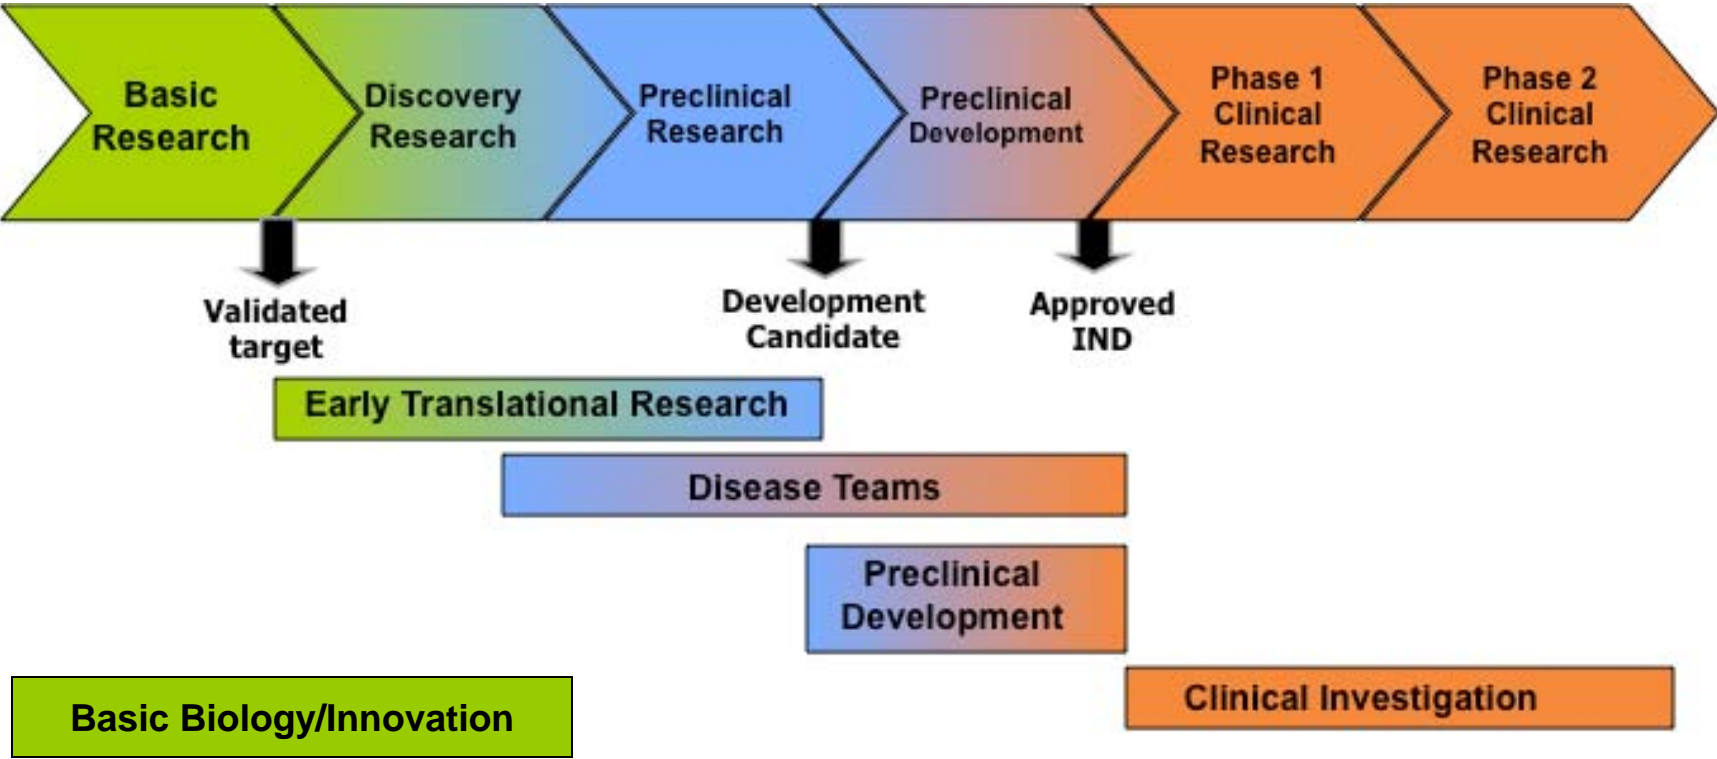 Basic
Research
Discovery
Research
Preclinical
Research
Preclinical
Development
Phase 1
Clinical
Research
Phase 2
Clinical
Research
Validated
target
Development
Candidate
Approved
IND
Early Translational Research
Disease Teams
Preclinical
Development
Clinical Investigation
Basic Biology/Innovation